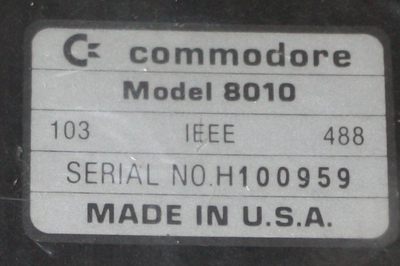 commodore
Model 8010
103 IEEE 488
SERIAL NO.H100959
MADE IN U.S.A.